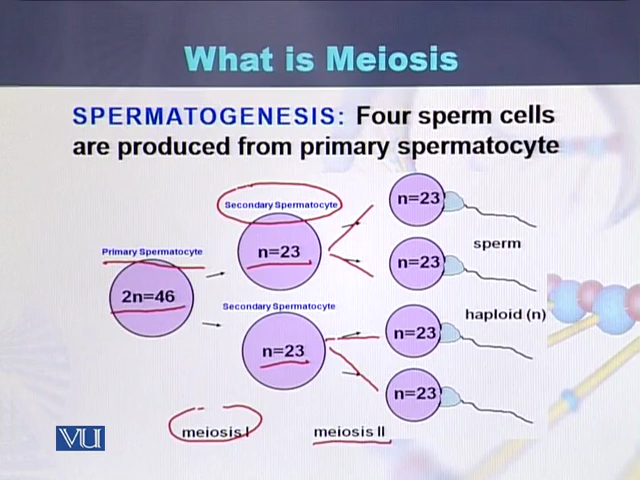 What is Meiosis
SPERMATOGENESIS: Four sperm cells
are produced from primary spermatocyte
Secondary Spermatocyte
n=23
n=23
Primary Spermatocyte
n=23
sperm
2n=46
n=23
Secondary Spermatocyte
haploid (n)
n=23
n=23
n=23
meiosis I
meiosis II
VU